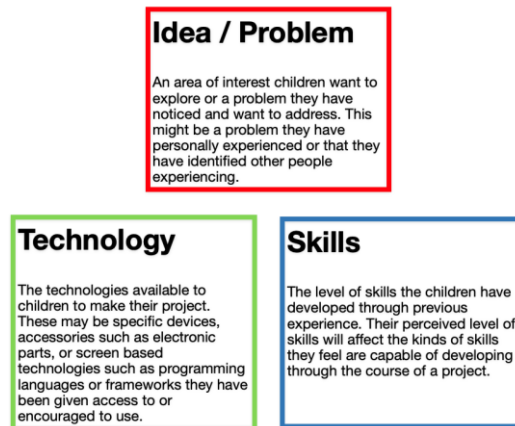 Idea / Problem
An area of interest children want to
explore or a problem they have
noticed and want to address. This
might be a problem they have
personally experienced or that they
have identified other people
experiencing.
Technology
The technologies available to
children to make their project.
These may be specific devices,
accessories such as electronic
parts, or screen based
technologies such as programming
languages or frameworks they have
been given access to or
encouraged to use.
Skills
The level of skills the children have
developed through previous
experience. Their perceived level of
skills will affect the kinds of skills
they feel are capable of developing
through the course of a project.